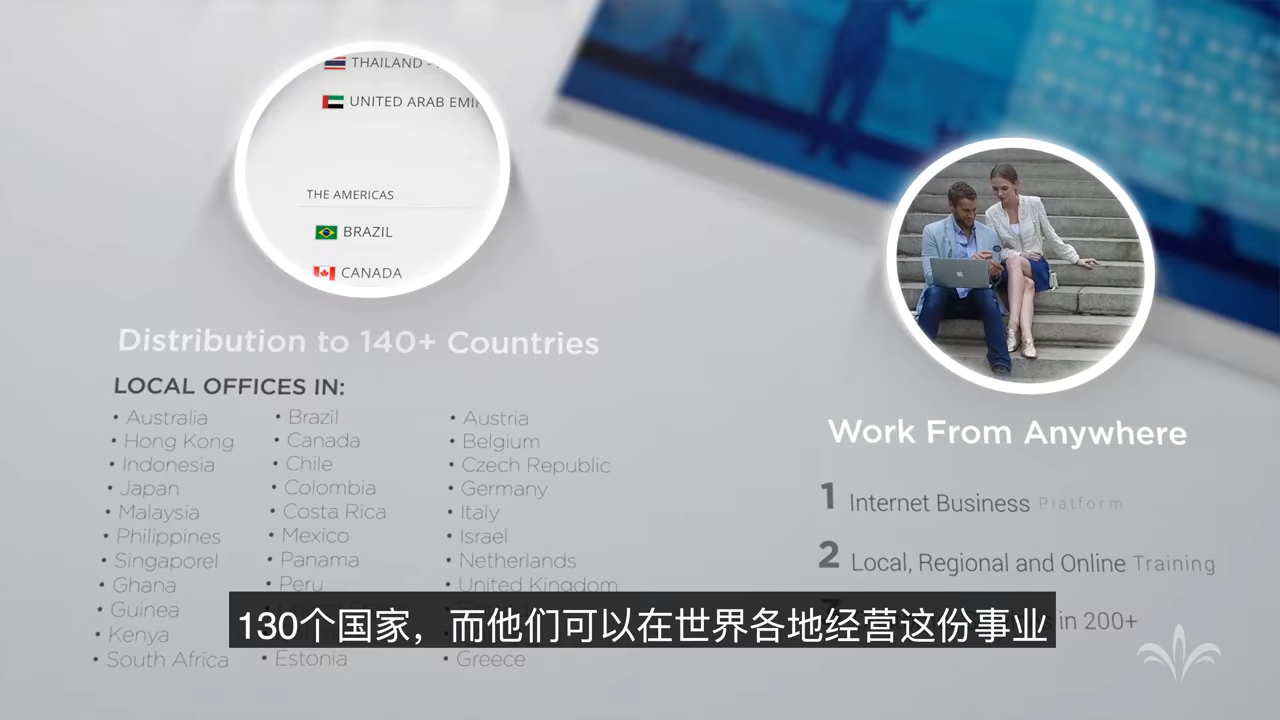 THAILAND -
UNITED ARAB EMI
THE AMERICAS
BRAZIL
CANADA
Distribution to 140+ Countries
LOCAL OFFICES IN:
• Australia
• Hong Kong
• Indonesia
• Japan
• Malaysia
• Philippines
• Singaporel
• Ghana
• Guinea
• Kenya
• South Africa
• Brazil
• Canada
• Chile
• Colombia
• Costa Rica
• Mexico
• Panama
• Peru
• Estonia
• Austria
• Belgium
• Czech Republic
• Germany
• Italy
• Israel
• Netherlands
• United Kingdom
• Greece
Work From Anywhere
1 Internet Business Platform
2 Local, Regional and Online Training
in 200+
130个国家，而他们可以在世界各地经营这份事业